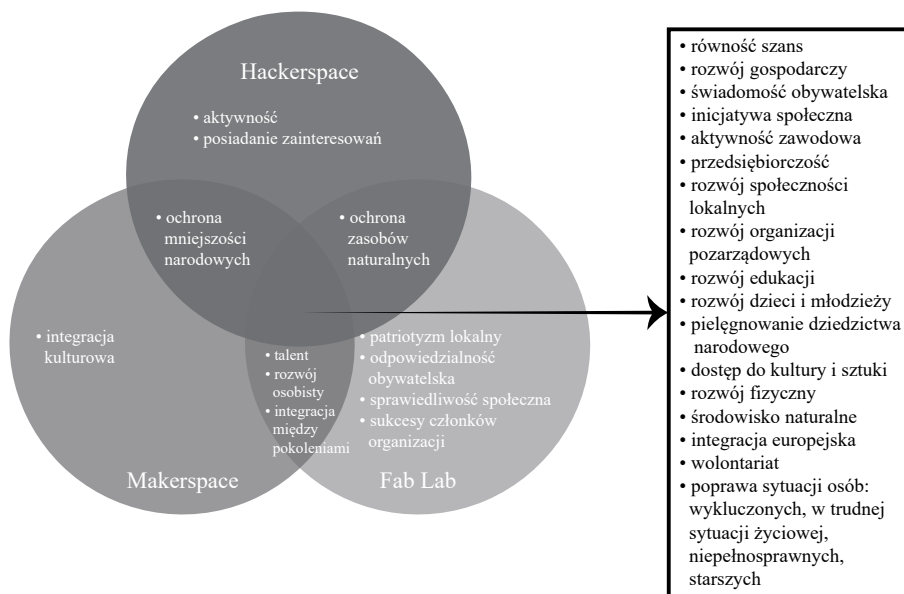 Hackerspace
• aktywność
• posiadanie zainteresowań
• ochrona
mniejszości
narodowych
• ochrona
zasobów
naturalnych
• integracja
kulturowa
• talent
• rozwój
osobisty
• integracja
między
pokoleniami
• patriotyzm lokalny
• odpowiedzialność
obywatelska
• sprawiedliwość społeczna
• sukcesy członków
organizacji
Makerspace
Fab Lab
• równość szans
• rozwój gospodarczy
• świadomość obywatelska
• inicjatywa społeczna
• aktywność zawodowa
• przedsiębiorczość
• rozwój społeczności
lokalnych
• rozwój organizacji
pozarządowych
• rozwój edukacji
• rozwój dzieci i młodzieży
• pielęgnowanie dziedzictwa
narodowego
• dostęp do kultury i sztuki
• rozwój fizyczny
• środowisko naturalne
• integracja europejska
• wolontariat
• poprawa sytuacji osób:
wykluczonych, w trudnej
sytuacji życiowej,
niepełnosprawnych,
starszych